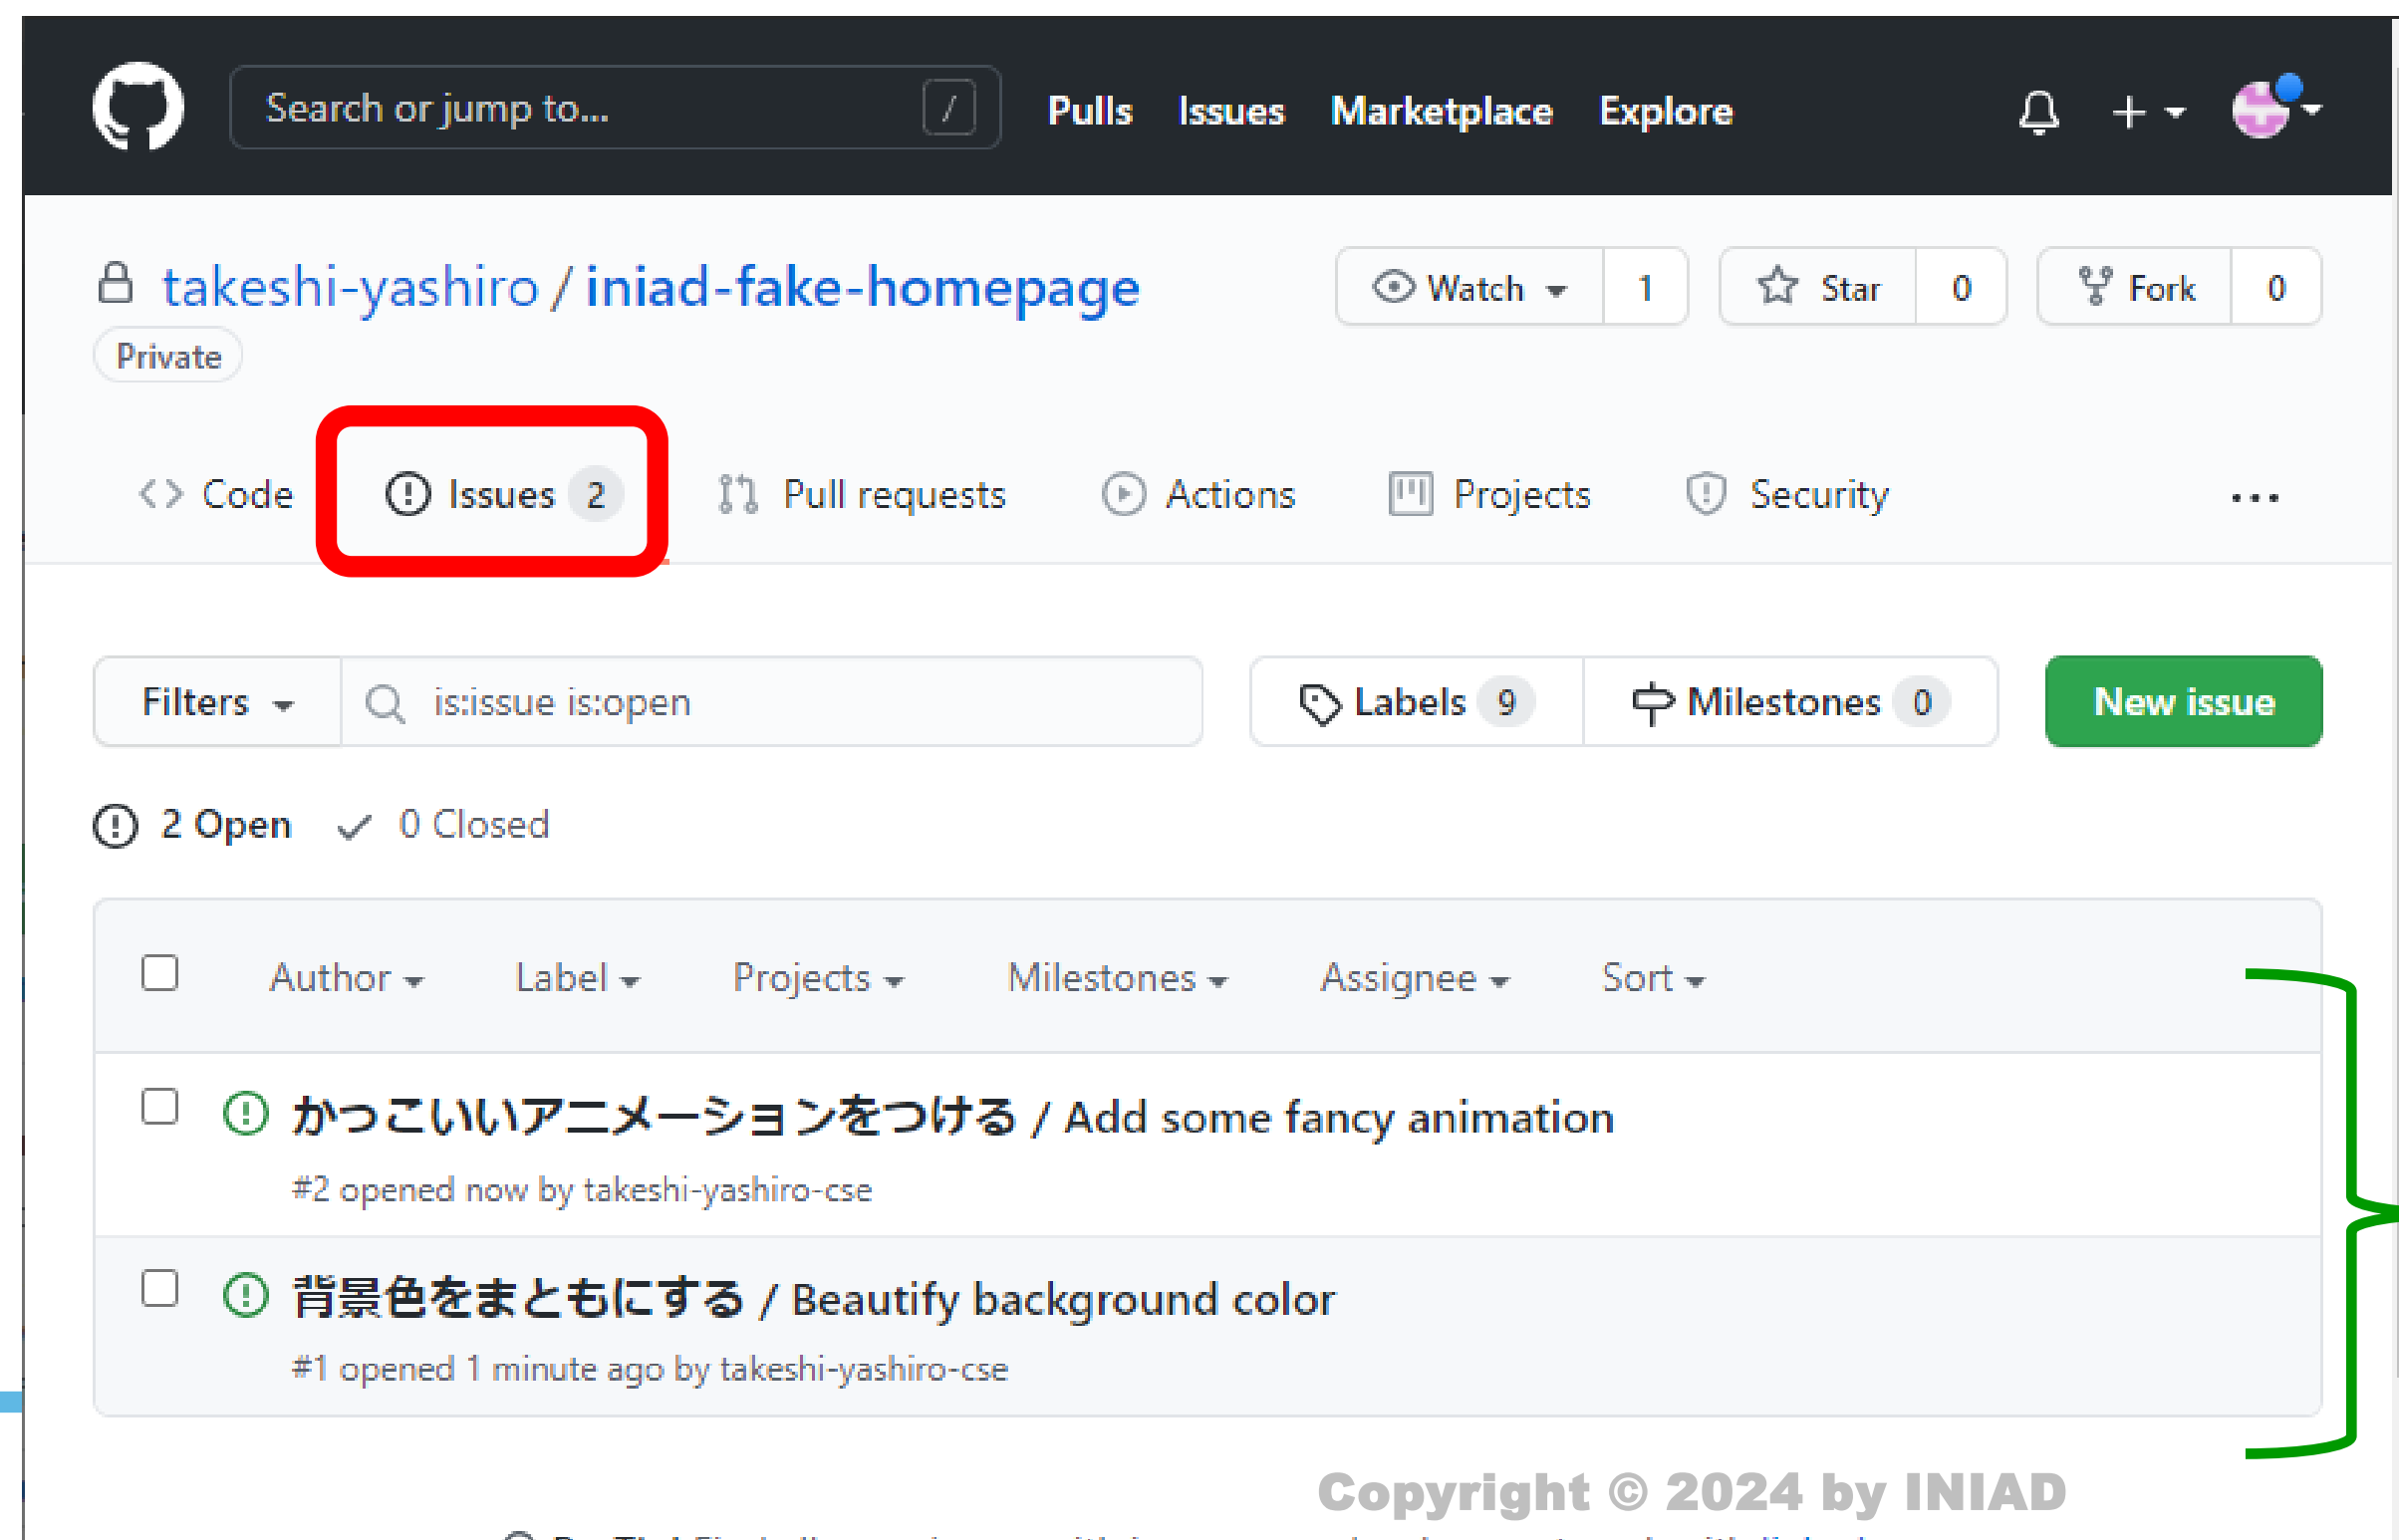 Search or jump to... / Pulls Issues Marketplace Explore
takeshi-yashiro / iniad-fake-homepage Watch 1 Star 0 Fork 0
Private
Code Issues 2 Pull requests Actions Projects Security ...
Filters is:issue is:open Labels 9 Milestones 0 New issue
2 Open 0 Closed
Author Label Projects Milestones Assignee Sort
かっこいいアニメーションをつける / Add some fancy animation
#2 opened now by takeshi-yashiro-cse
背景色をまともにする / Beautify background color
#1 opened 1 minute ago by takeshi-yashiro-cse
Copyright © 2024 by INIAD